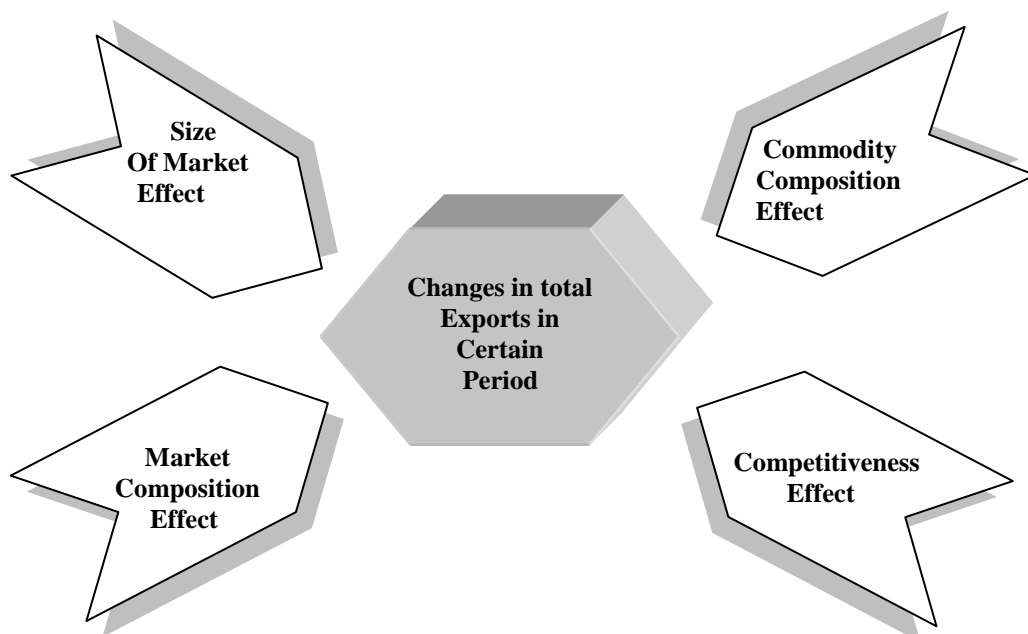 Size
Of Market
Effect
Commodity
Composition
Effect
Changes in total
Exports in
Certain
Period
Market
Composition
Effect
Competitiveness
Effect